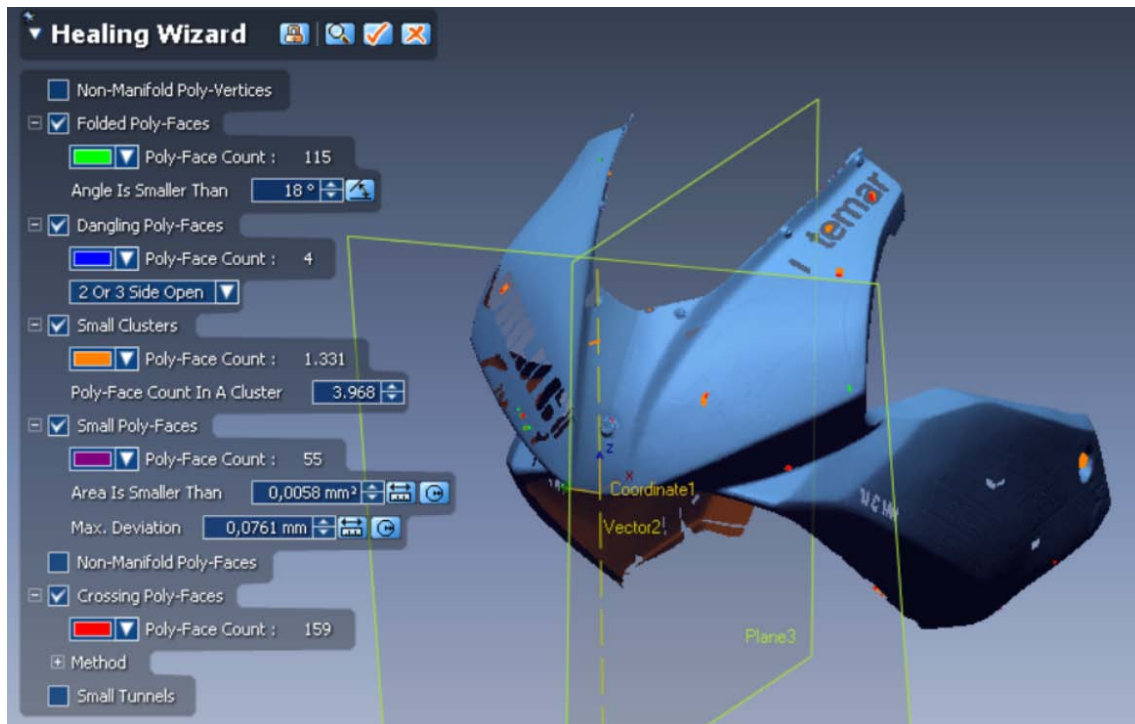 Healing Wizard
Non-Manifold Poly-Vertices
Folded Poly-Faces
Poly-Face Count : 115
Angle Is Smaller Than 18 °
Dangling Poly-Faces
Poly-Face Count : 4
2 Or 3 Side Open
Small Clusters
Poly-Face Count : 1.331
Poly-Face Count In A Cluster 3.968
Small Poly-Faces
Poly-Face Count : 55
Area Is Smaller Than 0,0058 mm²
Max. Deviation 0,0761 mm
Non-Manifold Poly-Faces
Crossing Poly-Faces
Poly-Face Count : 159
Method
Small Tunnels
temar
Z
X
Coordinate1
Vector2
Plane3